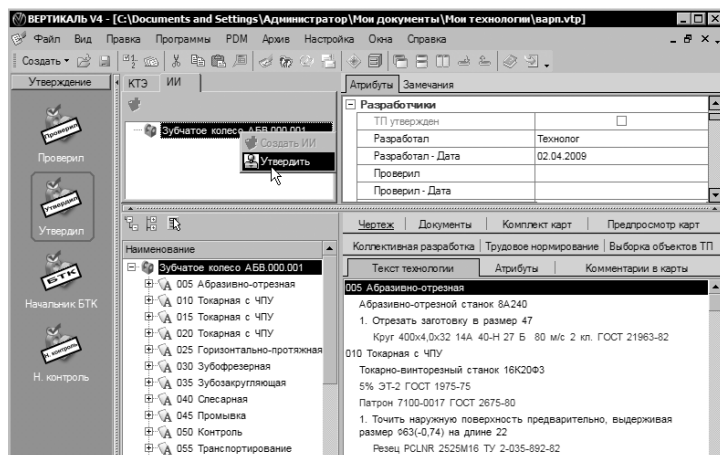 ВЕРТИКАЛЬ V4 - [C:\Documents and Settings\Администратор\Мои документы\Мои технологии\варп.vtp]
Файл Вид Правка Программы PDM Архив Настройка Окна Справка
Создать
Утверждение
КТЭ ИИ
Атрибуты Замечания
Разработчики
ТП утвержден
Зубчатое колесо АБВ.000.001
Создать ИИ
Утвердить
Разработал Технолог
Разработал - Дата 02.04.2009
Проверил
Проверил - Дата
Проверил
Проверил
Утвердил
Утвердил
БТК
Начальник БТК
Н. контроль
Н. контроль
Чертеж Документы Комплект карт Предпросмотр карт
Коллективная разработка Трудовое нормирование Выборка объектов ТП
Текст технологии Атрибуты Комментарии в карты
Наименование
Зубчатое колесо АБВ.000.001
005 Абразивно-отрезная
010 Токарная с ЧПУ
015 Токарная с ЧПУ
020 Токарная с ЧПУ
025 Горизонтально-протяжная
030 Зубофрезерная
035 Зубозакругляющая
040 Слесарная
045 Промывка
050 Контроль
055 Транспортирование
005 Абразивно-отрезная
Абразивно-отрезной станок 8А240
1. Отрезать заготовку в размер 47
Круг 400х4,0х32 14А 40-Н 27 Б 80 м/с 2 кл. ГОСТ 21963-82
010 Токарная с ЧПУ
Токарно-винторезный станок 16К20Ф3
5% ЭТ-2 ГОСТ 1975-75
Патрон 7100-0017 ГОСТ 2675-80
1. Точить наружную поверхность предварительно, выдерживая
размер Ф63(-0,74) на длине 22
Резец PCLNR 2525M16 ТУ 2-035-892-82